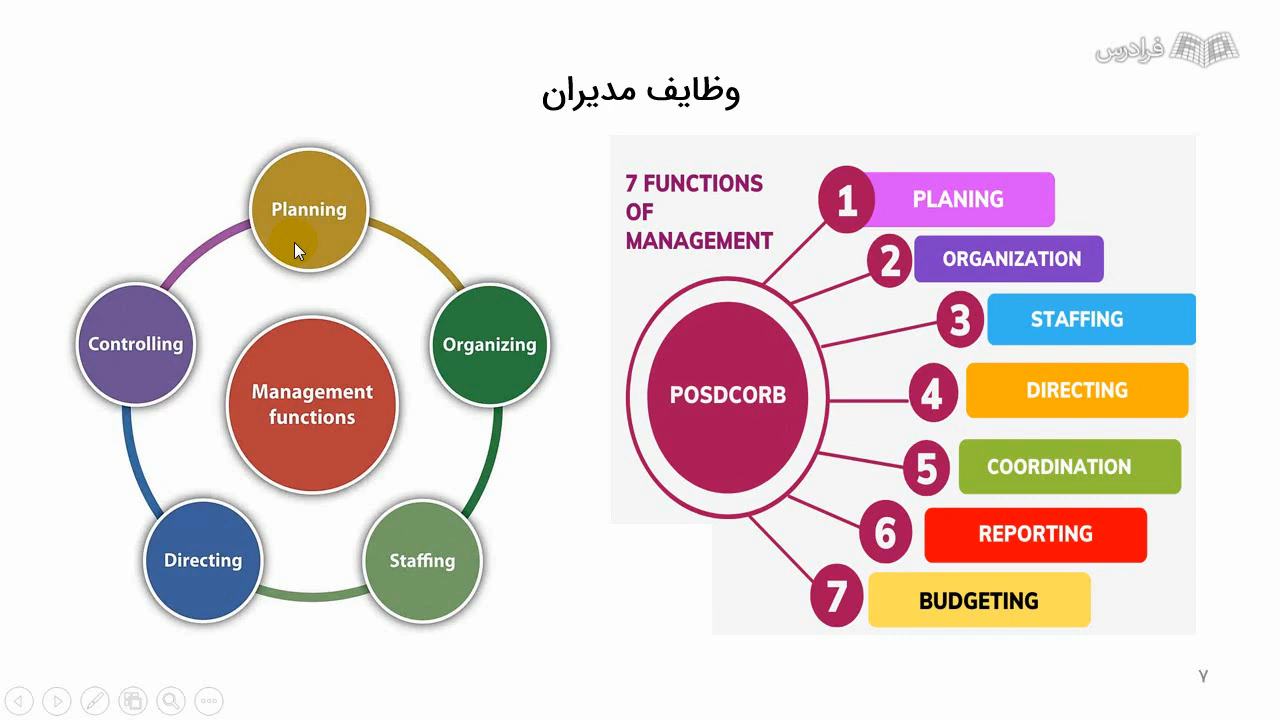 فرادرس
وظایف مدیران
Planning
Organizing
Staffing
Directing
Controlling
Management
functions
7 FUNCTIONS
OF
MANAGEMENT
POSDCORB
1 PLANING
2 ORGANIZATION
3 STAFFING
4 DIRECTING
5 COORDINATION
6 REPORTING
7 BUDGETING
۷